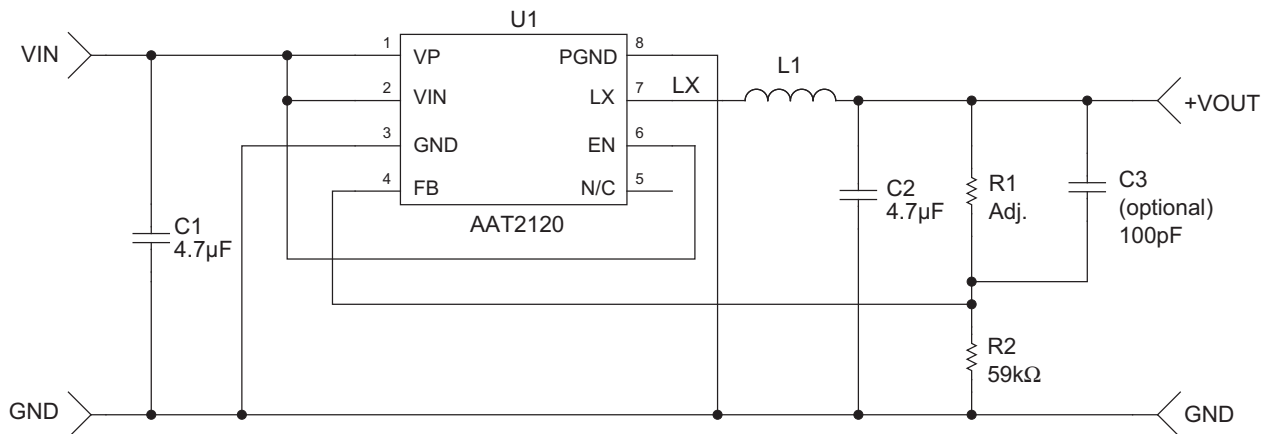 U1
VIN
1
VP
PGND
8
L1
2
VIN
LX
7
LX
+VOUT
3
GND
EN
6
4
FB
N/C
5
AAT2120
C1
4.7µF
C2
4.7µF
R1
Adj.
C3
(optional)
100pF
R2
59kΩ
GND
GND